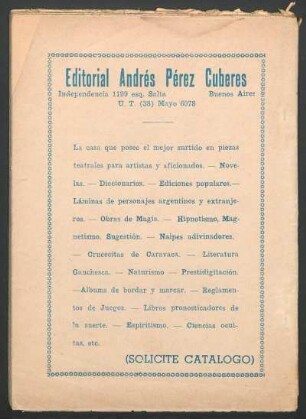 Editorial Andrés Pérez Cuberes
Independencia 1199 esq. Salta Buenos Aires
U. T. (38) Mayo 6078
La casa que posee el mejor surtido en piezas
teatrales para artistas y aficionados. — Nove-
las. — Diccionarios. — Ediciones populares.—
Láminas de personajes argentinos y extranje-
ros. — Obras de Magia. — Hipnotismo, Mag-
netismo, Sugestión. — Naipes adivinadores.
— Crucecitas de Caravaca. — Literatura
Gauchesca. — Naturismo — Prestidigitación.
—Albums de bordar y marcar. — Reglamen-
tos de Juegos. — Libros pronosticadores de
la suerte. — Espiritismo. — Ciencias ocul-
tas, etc.
(SOLICITE CATALOGO)